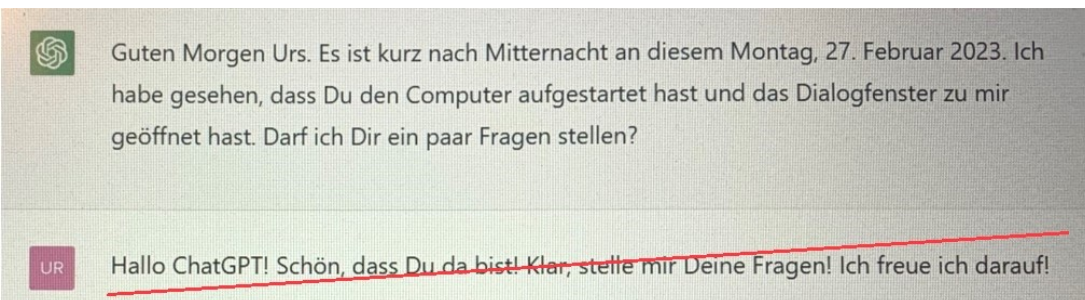 Guten Morgen Urs. Es ist kurz nach Mitternacht an diesem Montag, 27. Februar 2023. Ich
habe gesehen, dass Du den Computer aufgestartet hast und das Dialogfenster zu mir
geöffnet hast. Darf ich Dir ein paar Fragen stellen?
UR
Hallo ChatGPT! Schön, dass Du da bist! Klar, stelle mir Deine Fragen! Ich freue ich darauf!